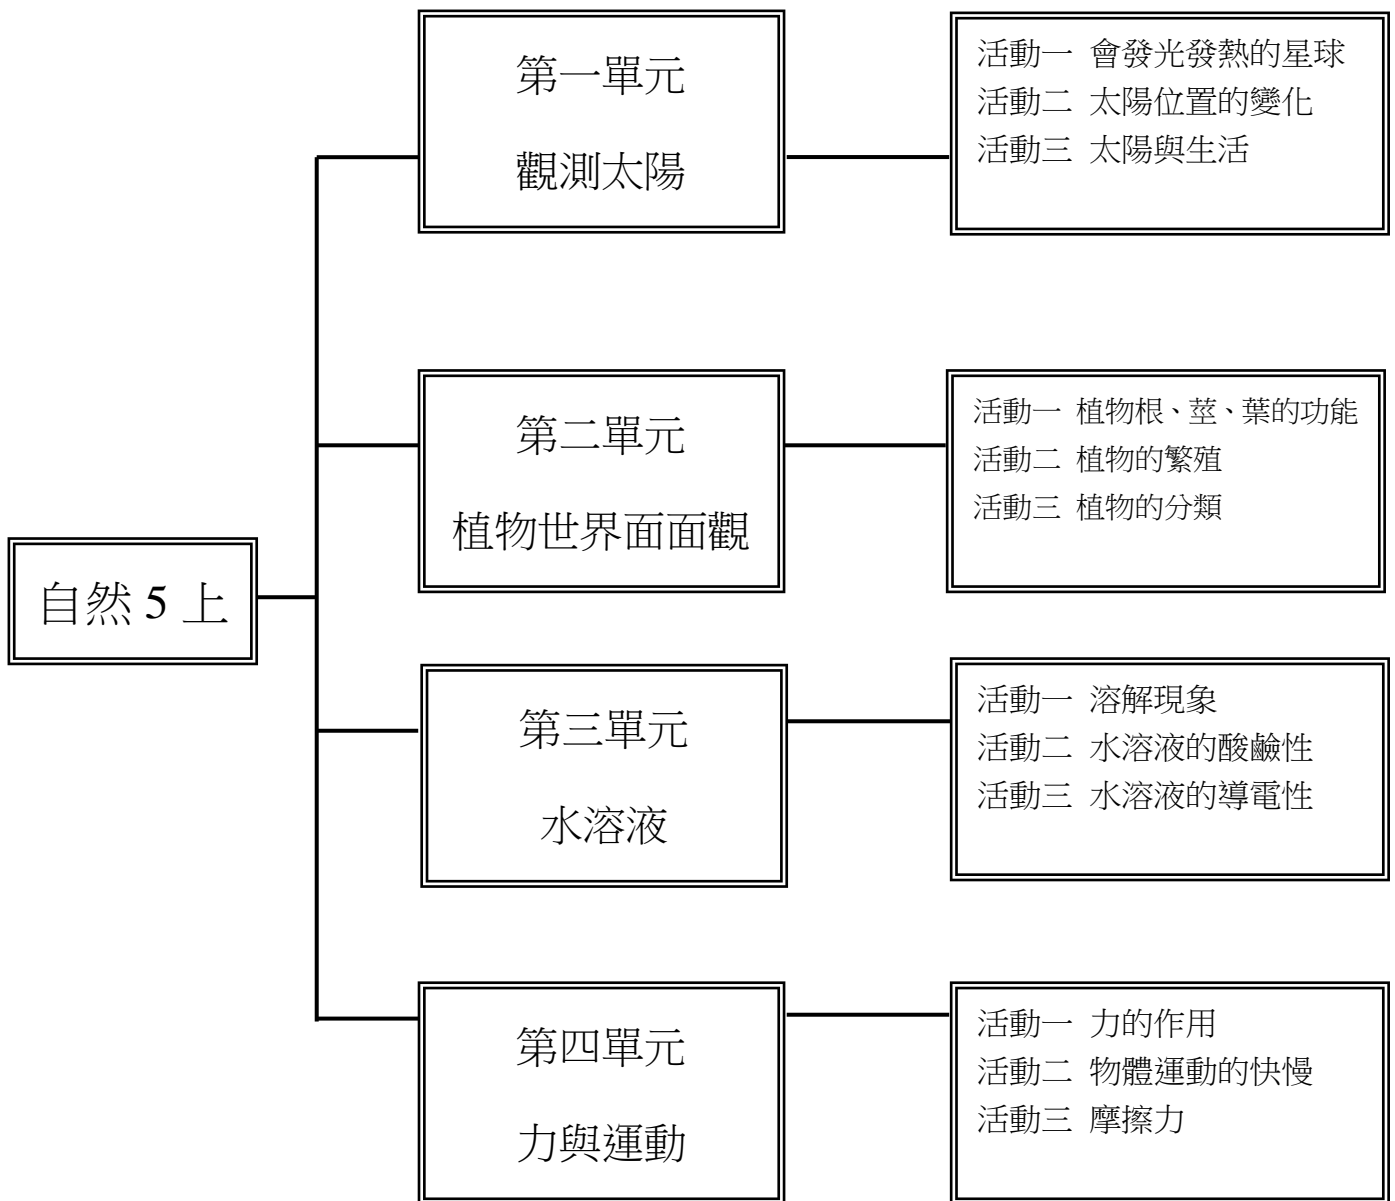 自然 5 上
第一單元
觀測太陽
活動一 會發光發熱的星球
活動二 太陽位置的變化
活動三 太陽與生活
第二單元
植物世界面面觀
活動一 植物根、莖、葉的功能
活動二 植物的繁殖
活動三 植物的分類
第三單元
水溶液
活動一 溶解現象
活動二 水溶液的酸鹼性
活動三 水溶液的導電性
第四單元
力與運動
活動一 力的作用
活動二 物體運動的快慢
活動三 摩擦力